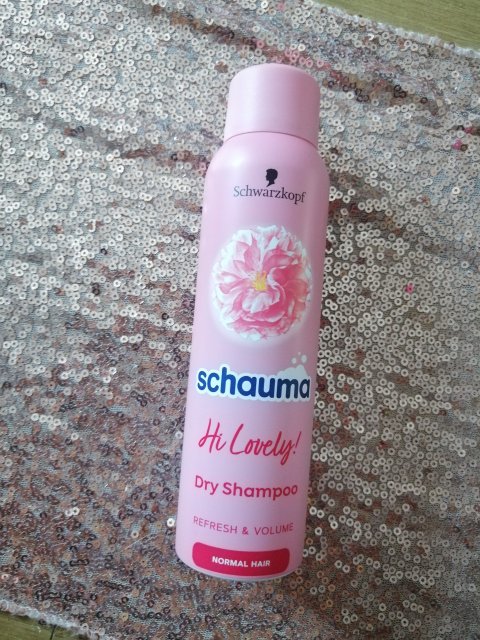 Schwarzkopf
schauma
Hi Lovely!
Dry Shampoo
REFRESH & VOLUME
NORMAL HAIR